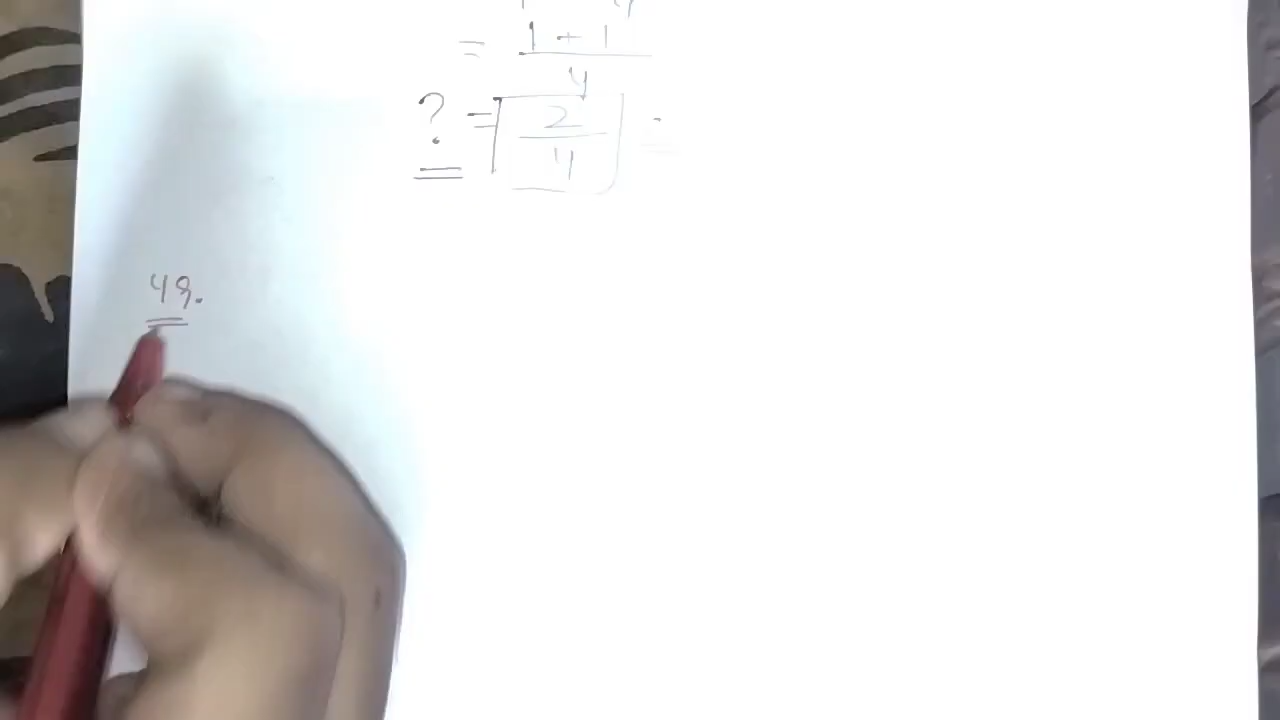 = 1 + 1
4
? = 2
4
49.